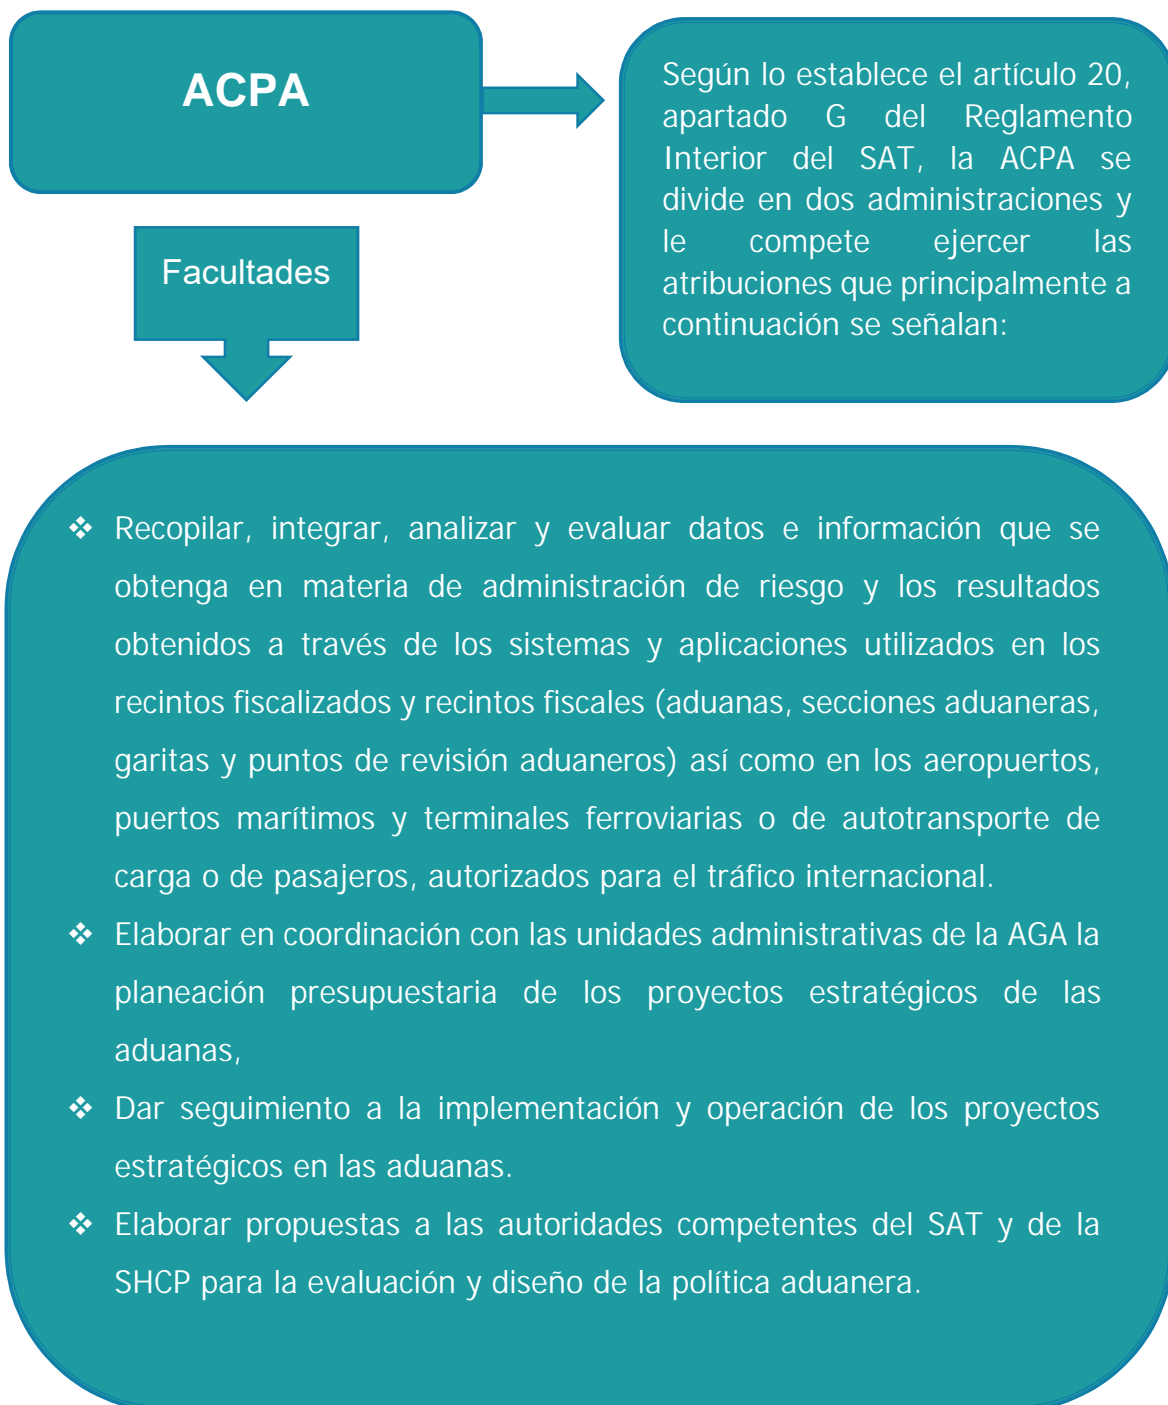 ACPA
Según lo establece el artículo 20,
apartado G del Reglamento
Interior del SAT, la ACPA se
divide en dos administraciones y
le compete ejercer las
atribuciones que principalmente a
continuación se señalan:
Facultades
❖ Recopilar, integrar, analizar y evaluar datos e información que se
obtenga en materia de administración de riesgo y los resultados
obtenidos a través de los sistemas y aplicaciones utilizados en los
recintos fiscalizados y recintos fiscales (aduanas, secciones aduaneras,
garitas y puntos de revisión aduaneros) así como en los aeropuertos,
puertos marítimos y terminales ferroviarias o de autotransporte de
carga o de pasajeros, autorizados para el tráfico internacional.
❖ Elaborar en coordinación con las unidades administrativas de la AGA la
planeación presupuestaria de los proyectos estratégicos de las
aduanas,
❖ Dar seguimiento a la implementación y operación de los proyectos
estratégicos en las aduanas.
❖ Elaborar propuestas a las autoridades competentes del SAT y de la
SHCP para la evaluación y diseño de la política aduanera.